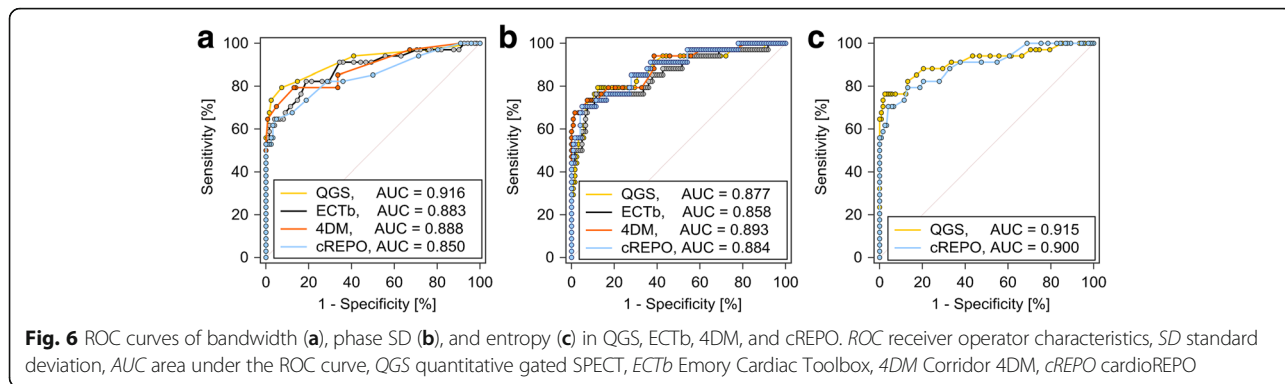 a
100
80
60
40
20
0
Sensitivity [%]
QGS, AUC = 0.916
ECTb, AUC = 0.883
4DM, AUC = 0.888
cREPO, AUC = 0.850
0 20 40 60 80 100
1 - Specificity [%]
b
100
80
60
40
20
0
Sensitivity [%]
QGS, AUC = 0.877
ECTb, AUC = 0.858
4DM, AUC = 0.893
cREPO, AUC = 0.884
0 20 40 60 80 100
1 - Specificity [%]
c
100
80
60
40
20
0
Sensitivity [%]
QGS, AUC = 0.915
cREPO, AUC = 0.900
0 20 40 60 80 100
1 - Specificity [%]
Fig. 6 ROC curves of bandwidth (a), phase SD (b), and entropy (c) in QGS, ECTb, 4DM, and cREPO. ROC receiver operator characteristics, SD standard
deviation, AUC area under the ROC curve, QGS quantitative gated SPECT, ECTb Emory Cardiac Toolbox, 4DM Corridor 4DM, cREPO cardioREPO